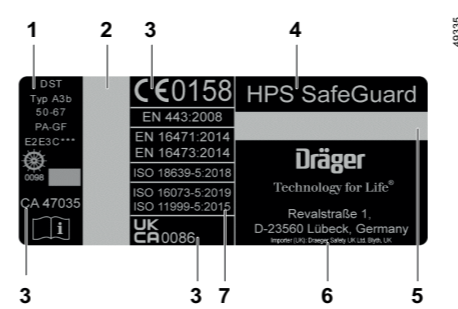 1
2
3
4
49335
DST
Typ A3b
50-67
PA-GF
E2E3C***
0098
CA 47035
i
CE0158
EN 443:2008
EN 16471:2014
EN 16473:2014
ISO 18639-5:2018
ISO 16073-5:2019
ISO 11999-5:2015
UK
CA 0086
HPS SafeGuard
Dräger
Technology for Life®
Revalstraße 1,
D-23560 Lübeck, Germany
Importer (UK): Draeger Safety UK Ltd. Blyth, UK
3
3
7
6
5